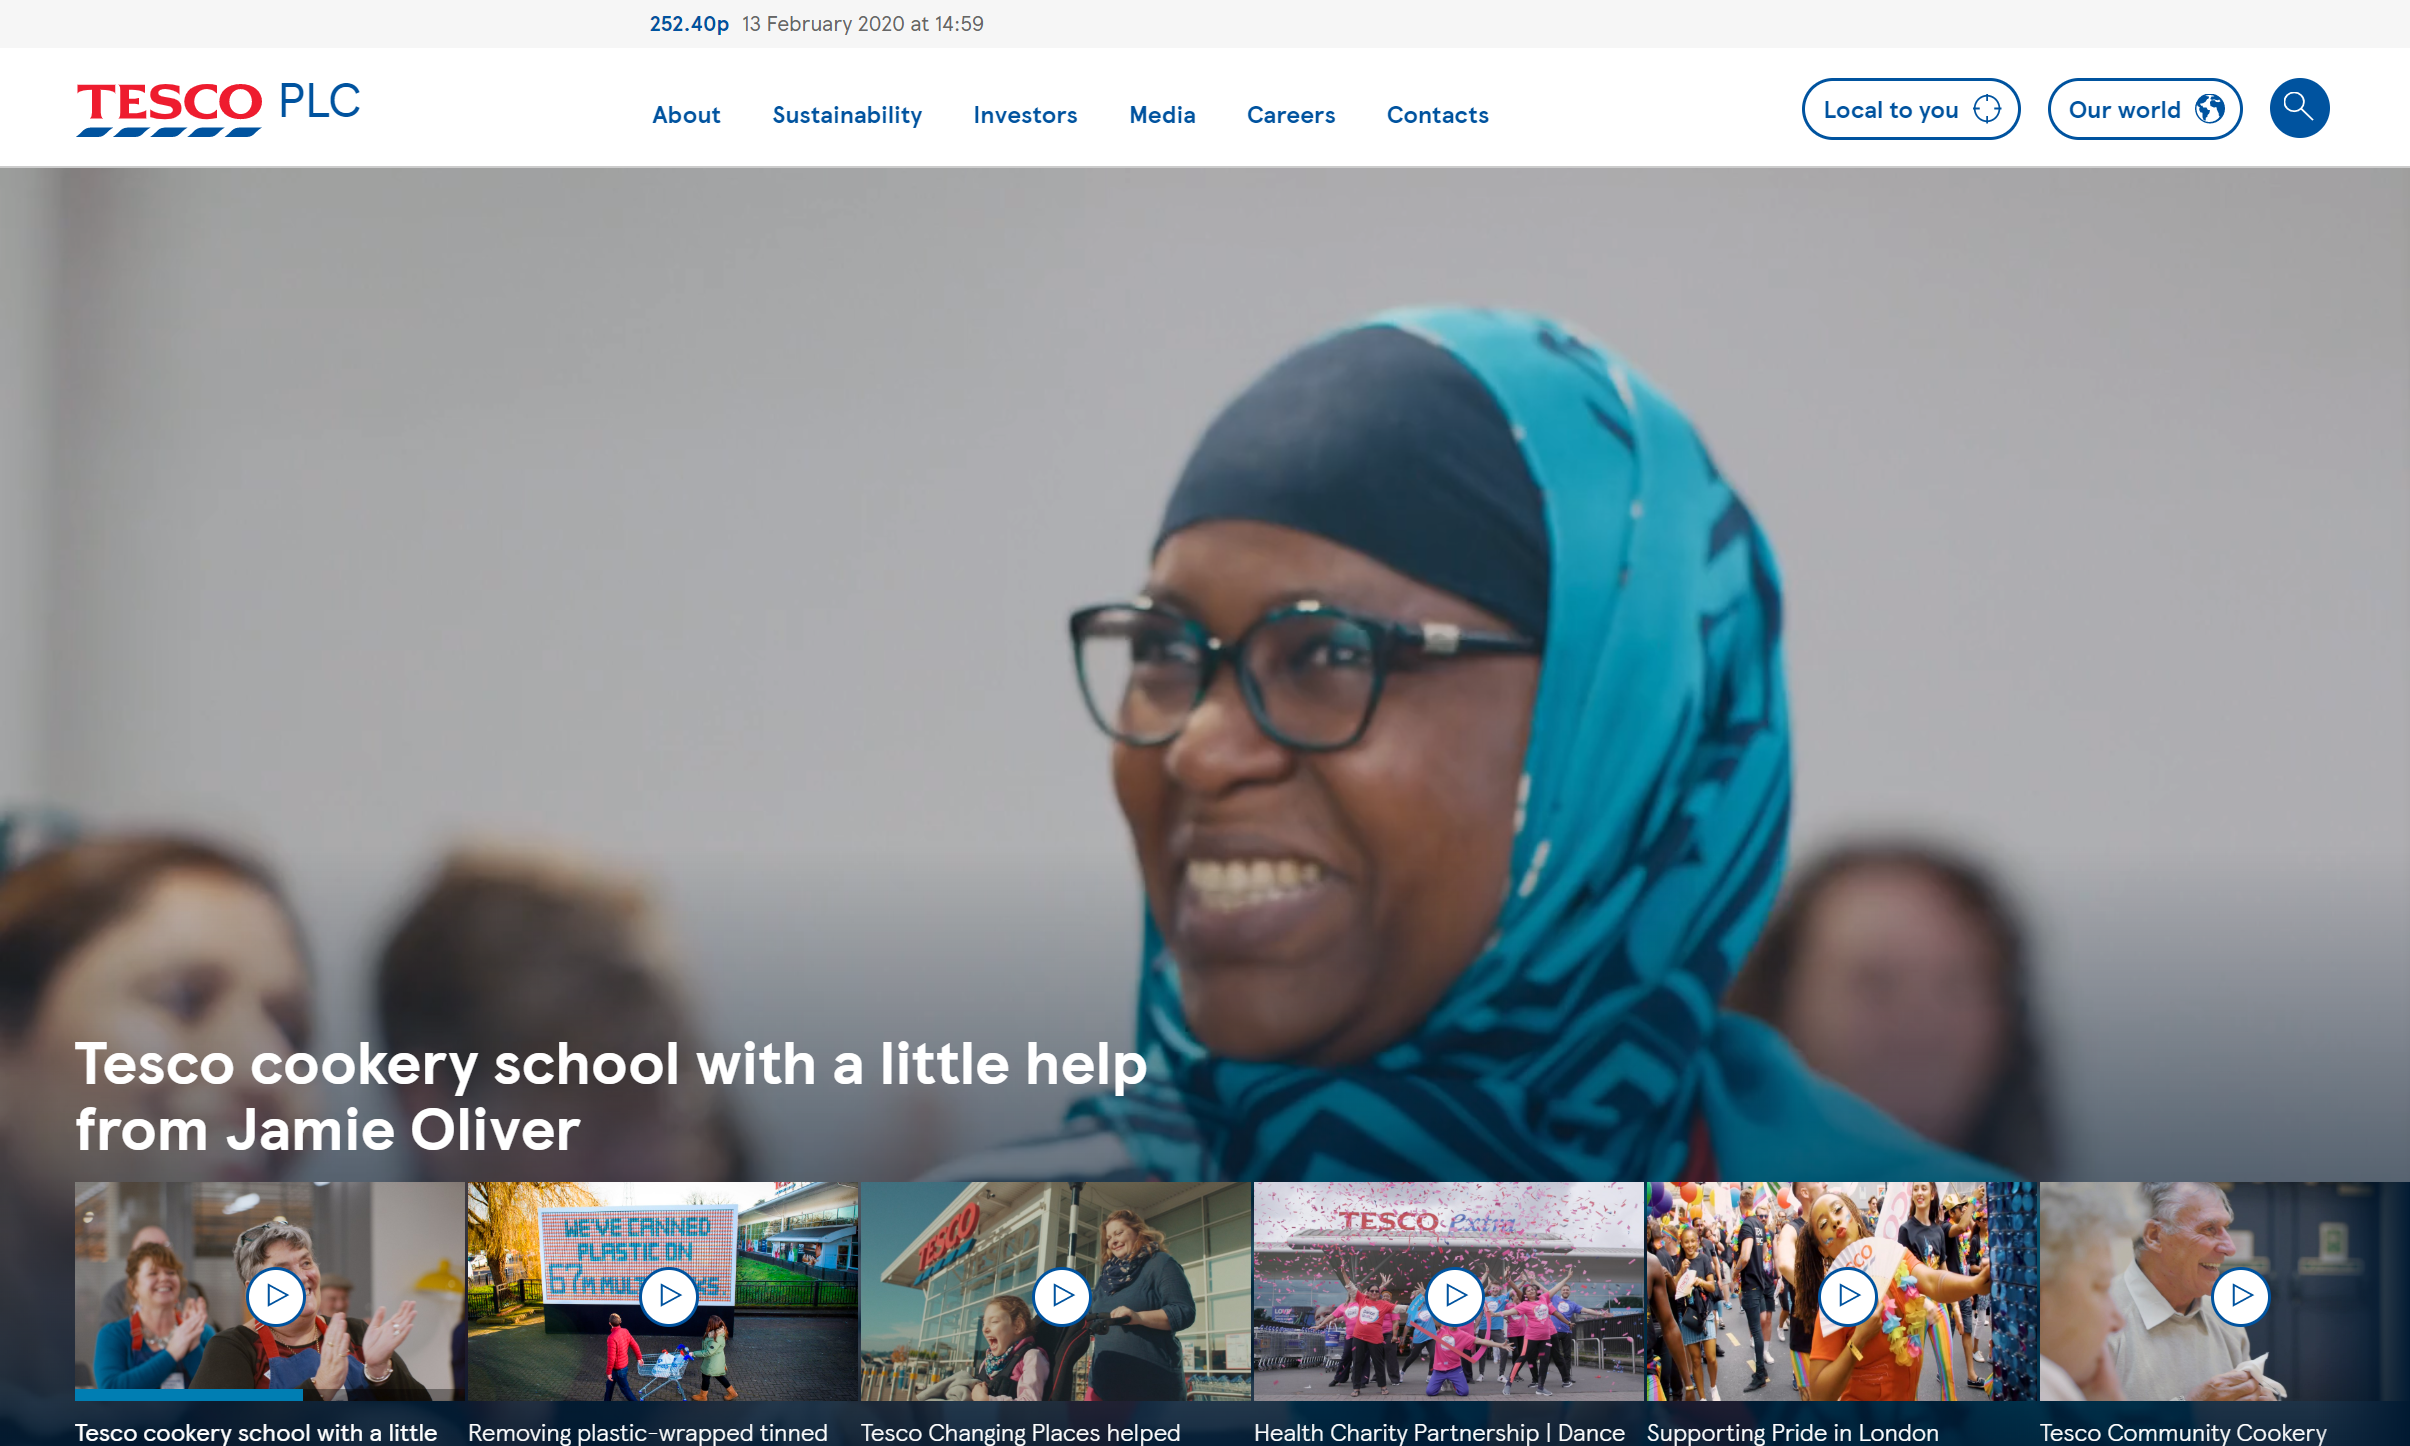 252.40p 13 February 2020 at 14:59
TESCO PLC
About Sustainability Investors Media Careers Contacts
Local to you Our world
Tesco cookery school with a little help
from Jamie Oliver
WE'VE CANNED
PLASTIC ON
67M
TESCO
TESCO extra
Tesco cookery school with a little
Removing plastic-wrapped tinned
Tesco Changing Places helped
Health Charity Partnership | Dance
Supporting Pride in London
Tesco Community Cookery